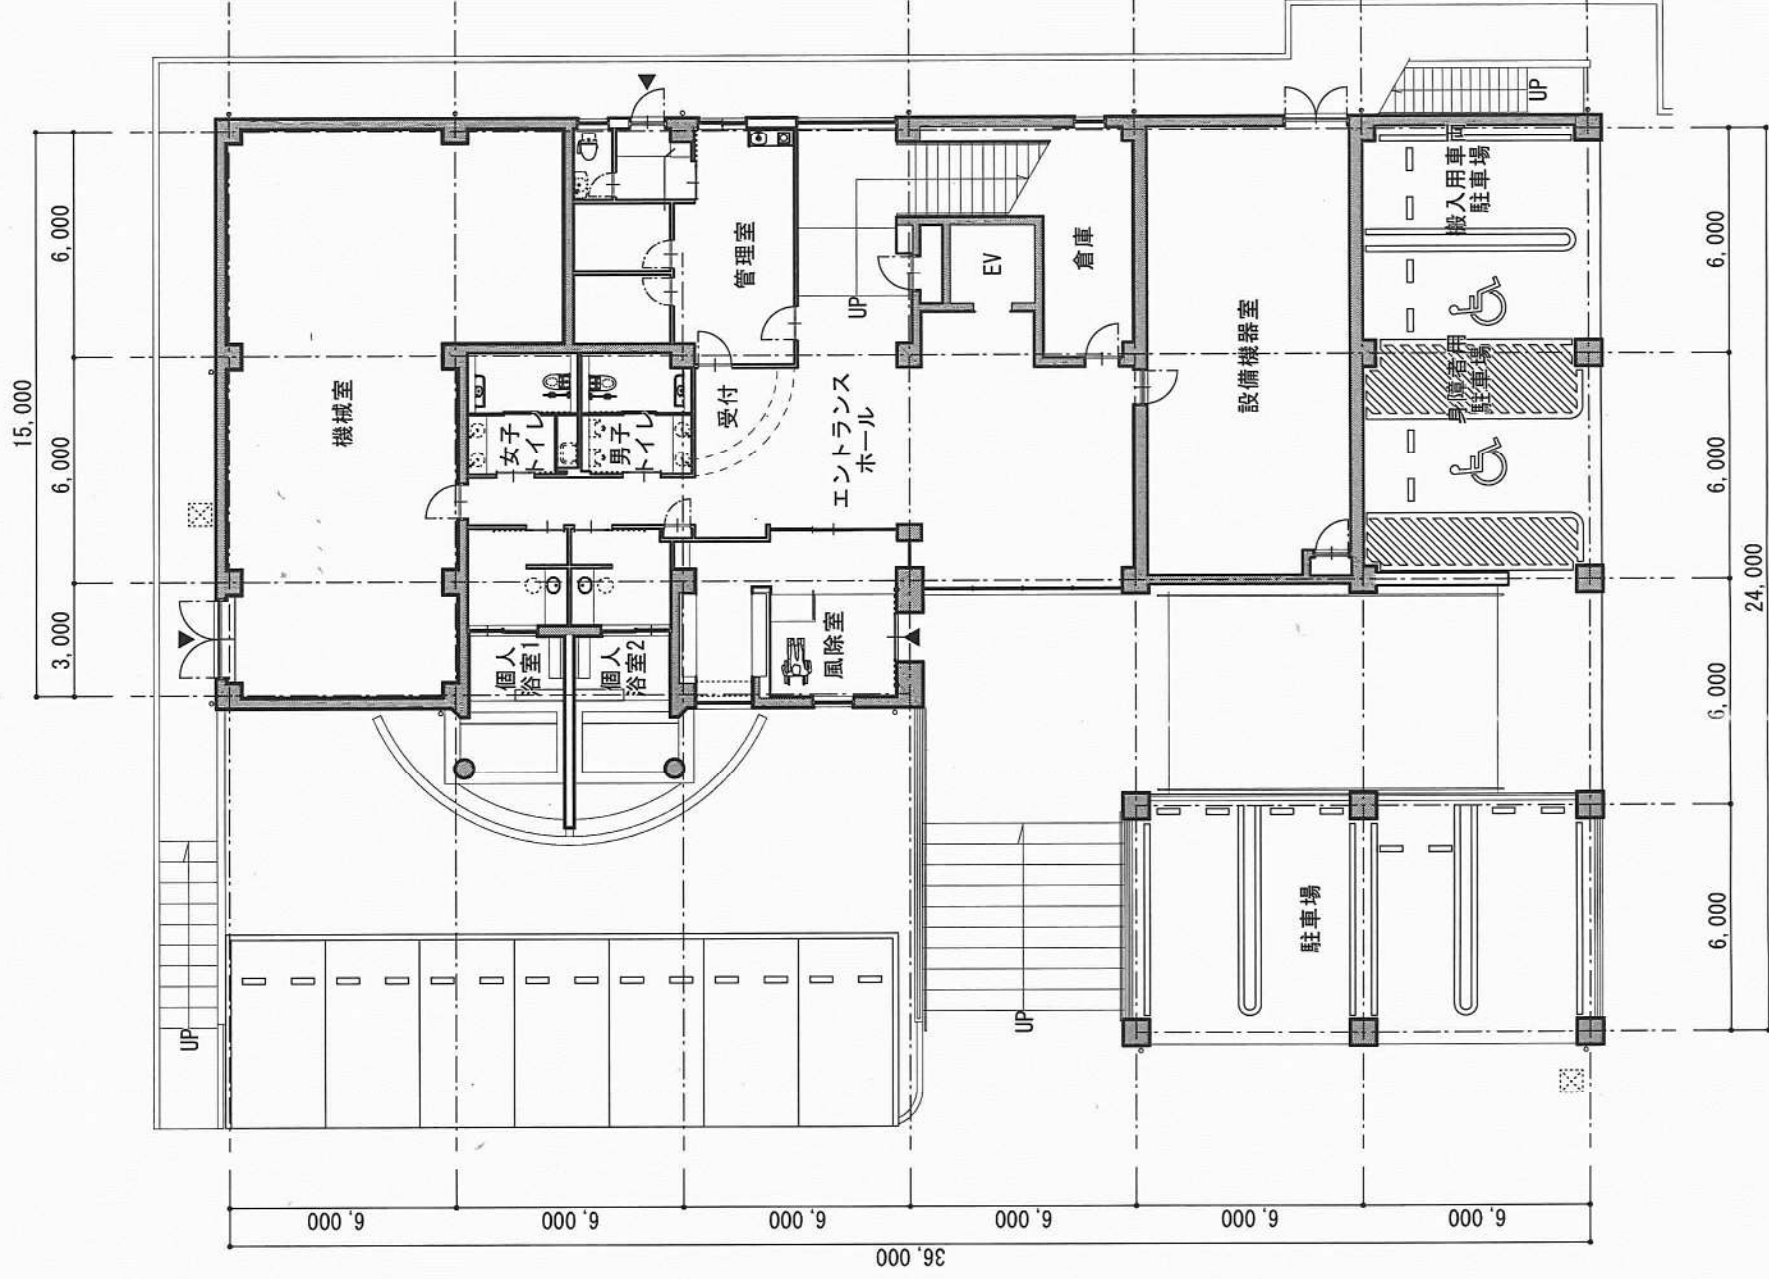 15,000
6,000
6,000
3,000
機械室
女子
トイレ
男子
トイレ
個人
浴室1
個人
浴室2
管理室
受付
エントランス
ホール
風除室
UP
EV
倉庫
設備機器室
UP
搬入用車両
駐車場
身障者用
駐車場
駐車場
UP
UP
6,000
6,000
6,000
6,000
24,000
6,000
6,000
6,000
6,000
6,000
6,000
36,000